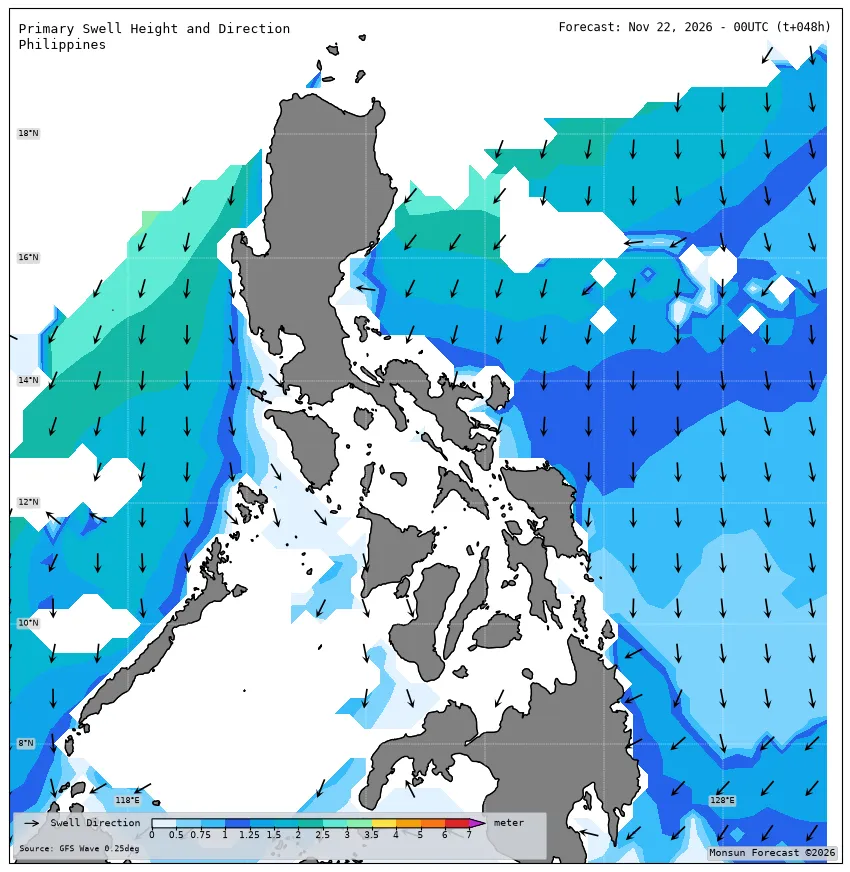 Primary Swell Height and Direction
Forecast: Nov 22, 2026 - 00UTC (t+048h)
Philippines
18°N
16°N
14°N
12°N
10°N
8°N
118°E
128°E
Swell Direction
meter
0 0.5 0.75 1 1.25 1.5 2 2.5 3 3.5 4 5 6 7
Source: GFS Wave 0.25deg
Monsun Forecast ©2026